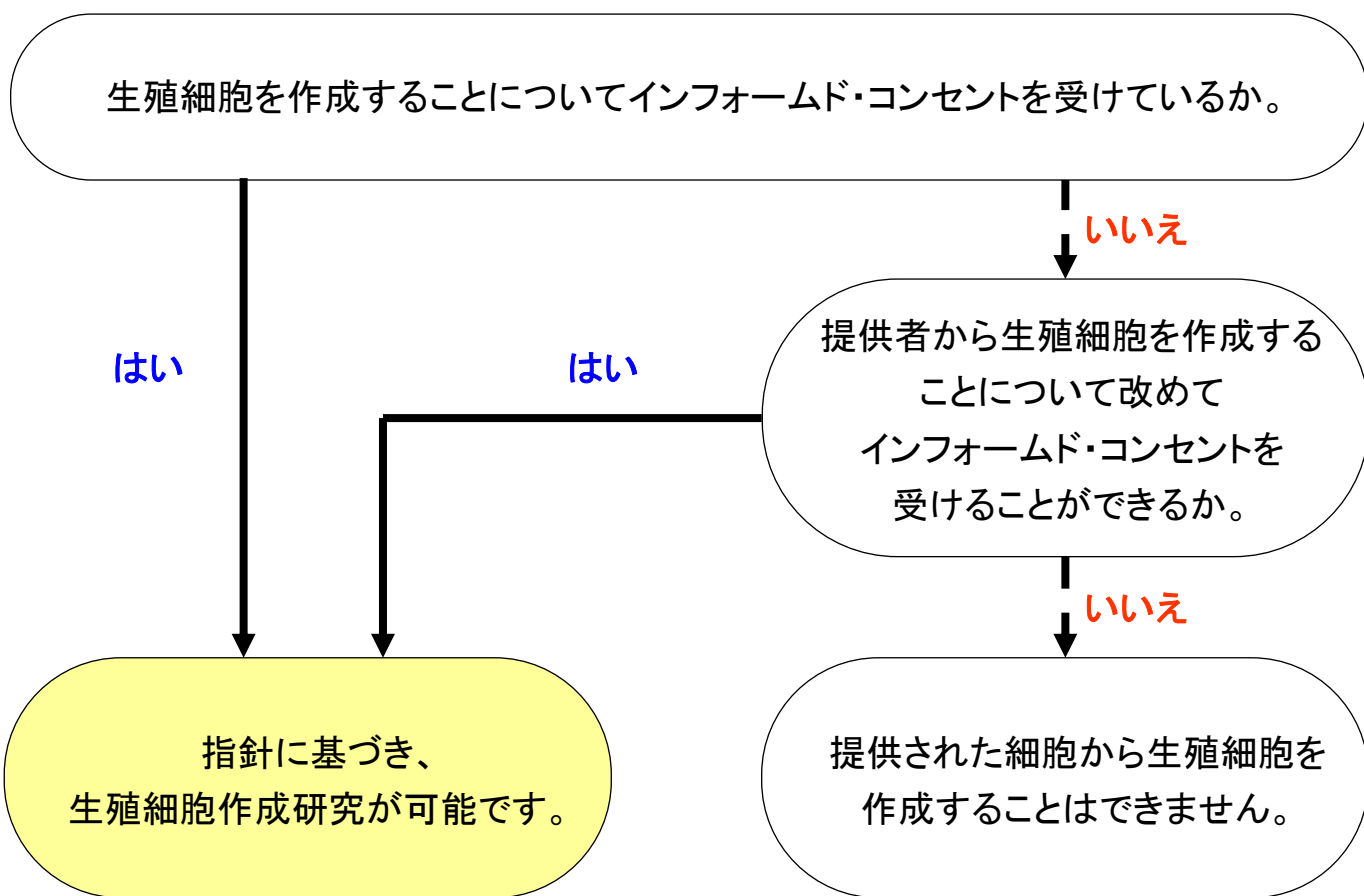 生殖細胞を作成することについてインフォームド・コンセントを受けているか。
いいえ
はい
はい
提供者から生殖細胞を作成する
ことについて改めて
インフォームド・コンセントを
受けることができるか。
いいえ
指針に基づき、
生殖細胞作成研究が可能です。
提供された細胞から生殖細胞を
作成することはできません。